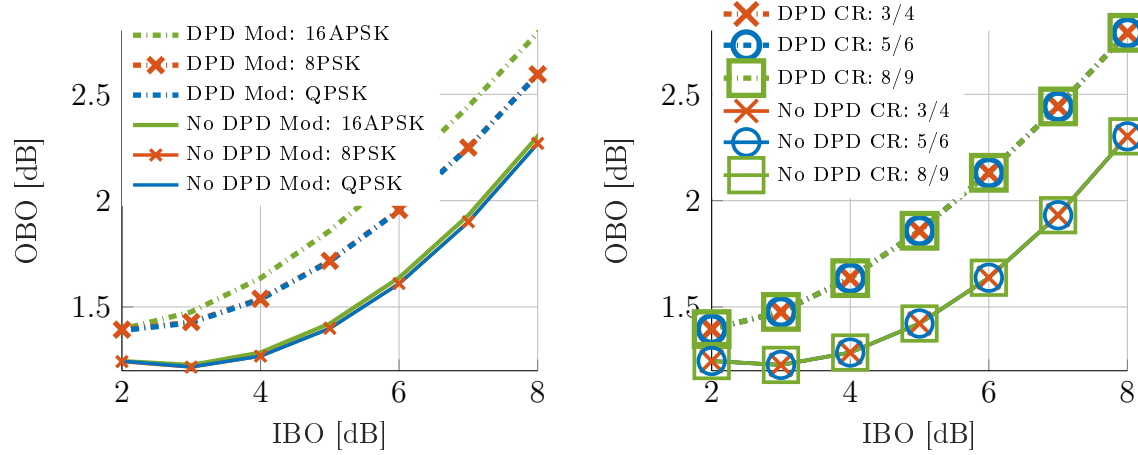 DPD Mod: 16APSK
DPD Mod: 8PSK
DPD Mod: QPSK
No DPD Mod: 16APSK
No DPD Mod: 8PSK
No DPD Mod: QPSK
2.5
2
1.5
OBO [dB]
2 4 6 8
IBO [dB]
DPD CR: 3/4
DPD CR: 5/6
DPD CR: 8/9
No DPD CR: 3/4
No DPD CR: 5/6
No DPD CR: 8/9
2.5
2
1.5
OBO [dB]
2 4 6 8
IBO [dB]